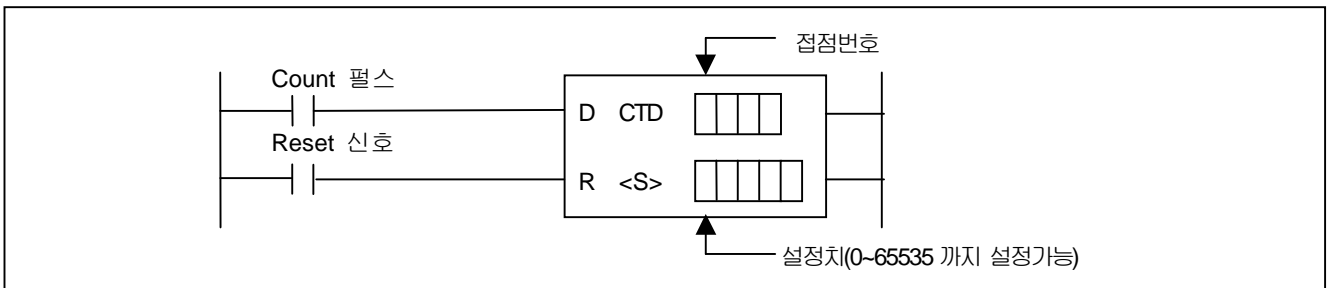 접점번호
Count 펄스
D CTD
Reset 신호
R <S>
설정치(0~65535 까지 설정가능)